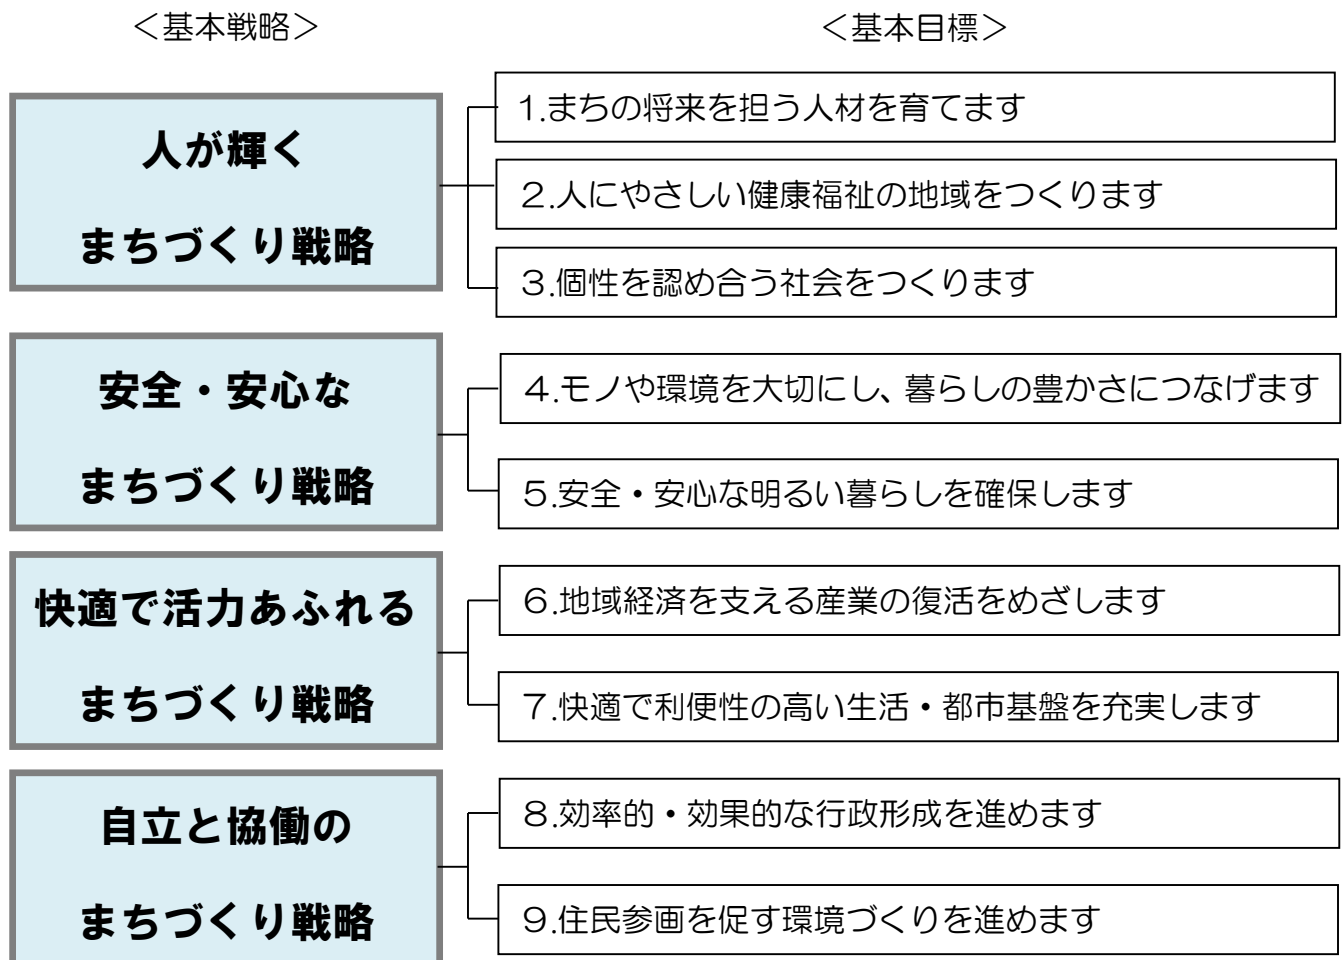 ＜基本戦略＞
＜基本目標＞
人が輝く
まちづくり戦略
１.まちの将来を担う人材を育てます
２.人にやさしい健康福祉の地域をつくります
３.個性を認め合う社会をつくります
安全・安心な
まちづくり戦略
４.モノや環境を大切にし、暮らしの豊かさにつなげます
５.安全・安心な明るい暮らしを確保します
快適で活力あふれる
まちづくり戦略
６.地域経済を支える産業の復活をめざします
７.快適で利便性の高い生活・都市基盤を充実します
自立と協働の
まちづくり戦略
８.効率的・効果的な行政形成を進めます
９.住民参画を促す環境づくりを進めます